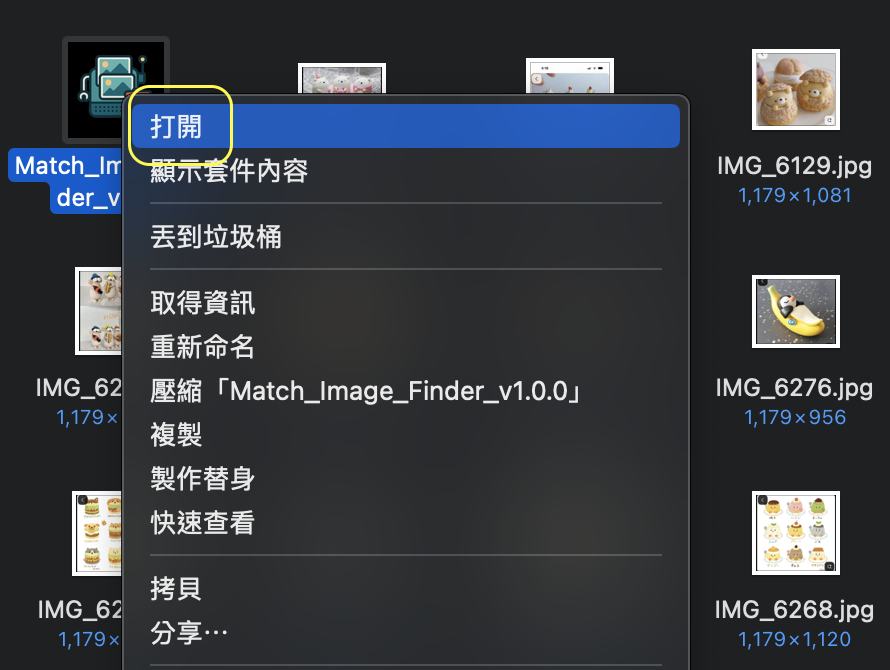 Match_Im
der_v
打開
顯示套件內容
丟到垃圾桶
取得資訊
重新命名
壓縮「Match_Image_Finder_v1.0.0」
複製
製作替身
快速查看
拷貝
分享⋯
IMG_6129.jpg
1,179×1,081
IMG_62
1,179×
IMG_6276.jpg
1,179×956
IMG_62
1,179×
IMG_6268.jpg
1,179×1,120